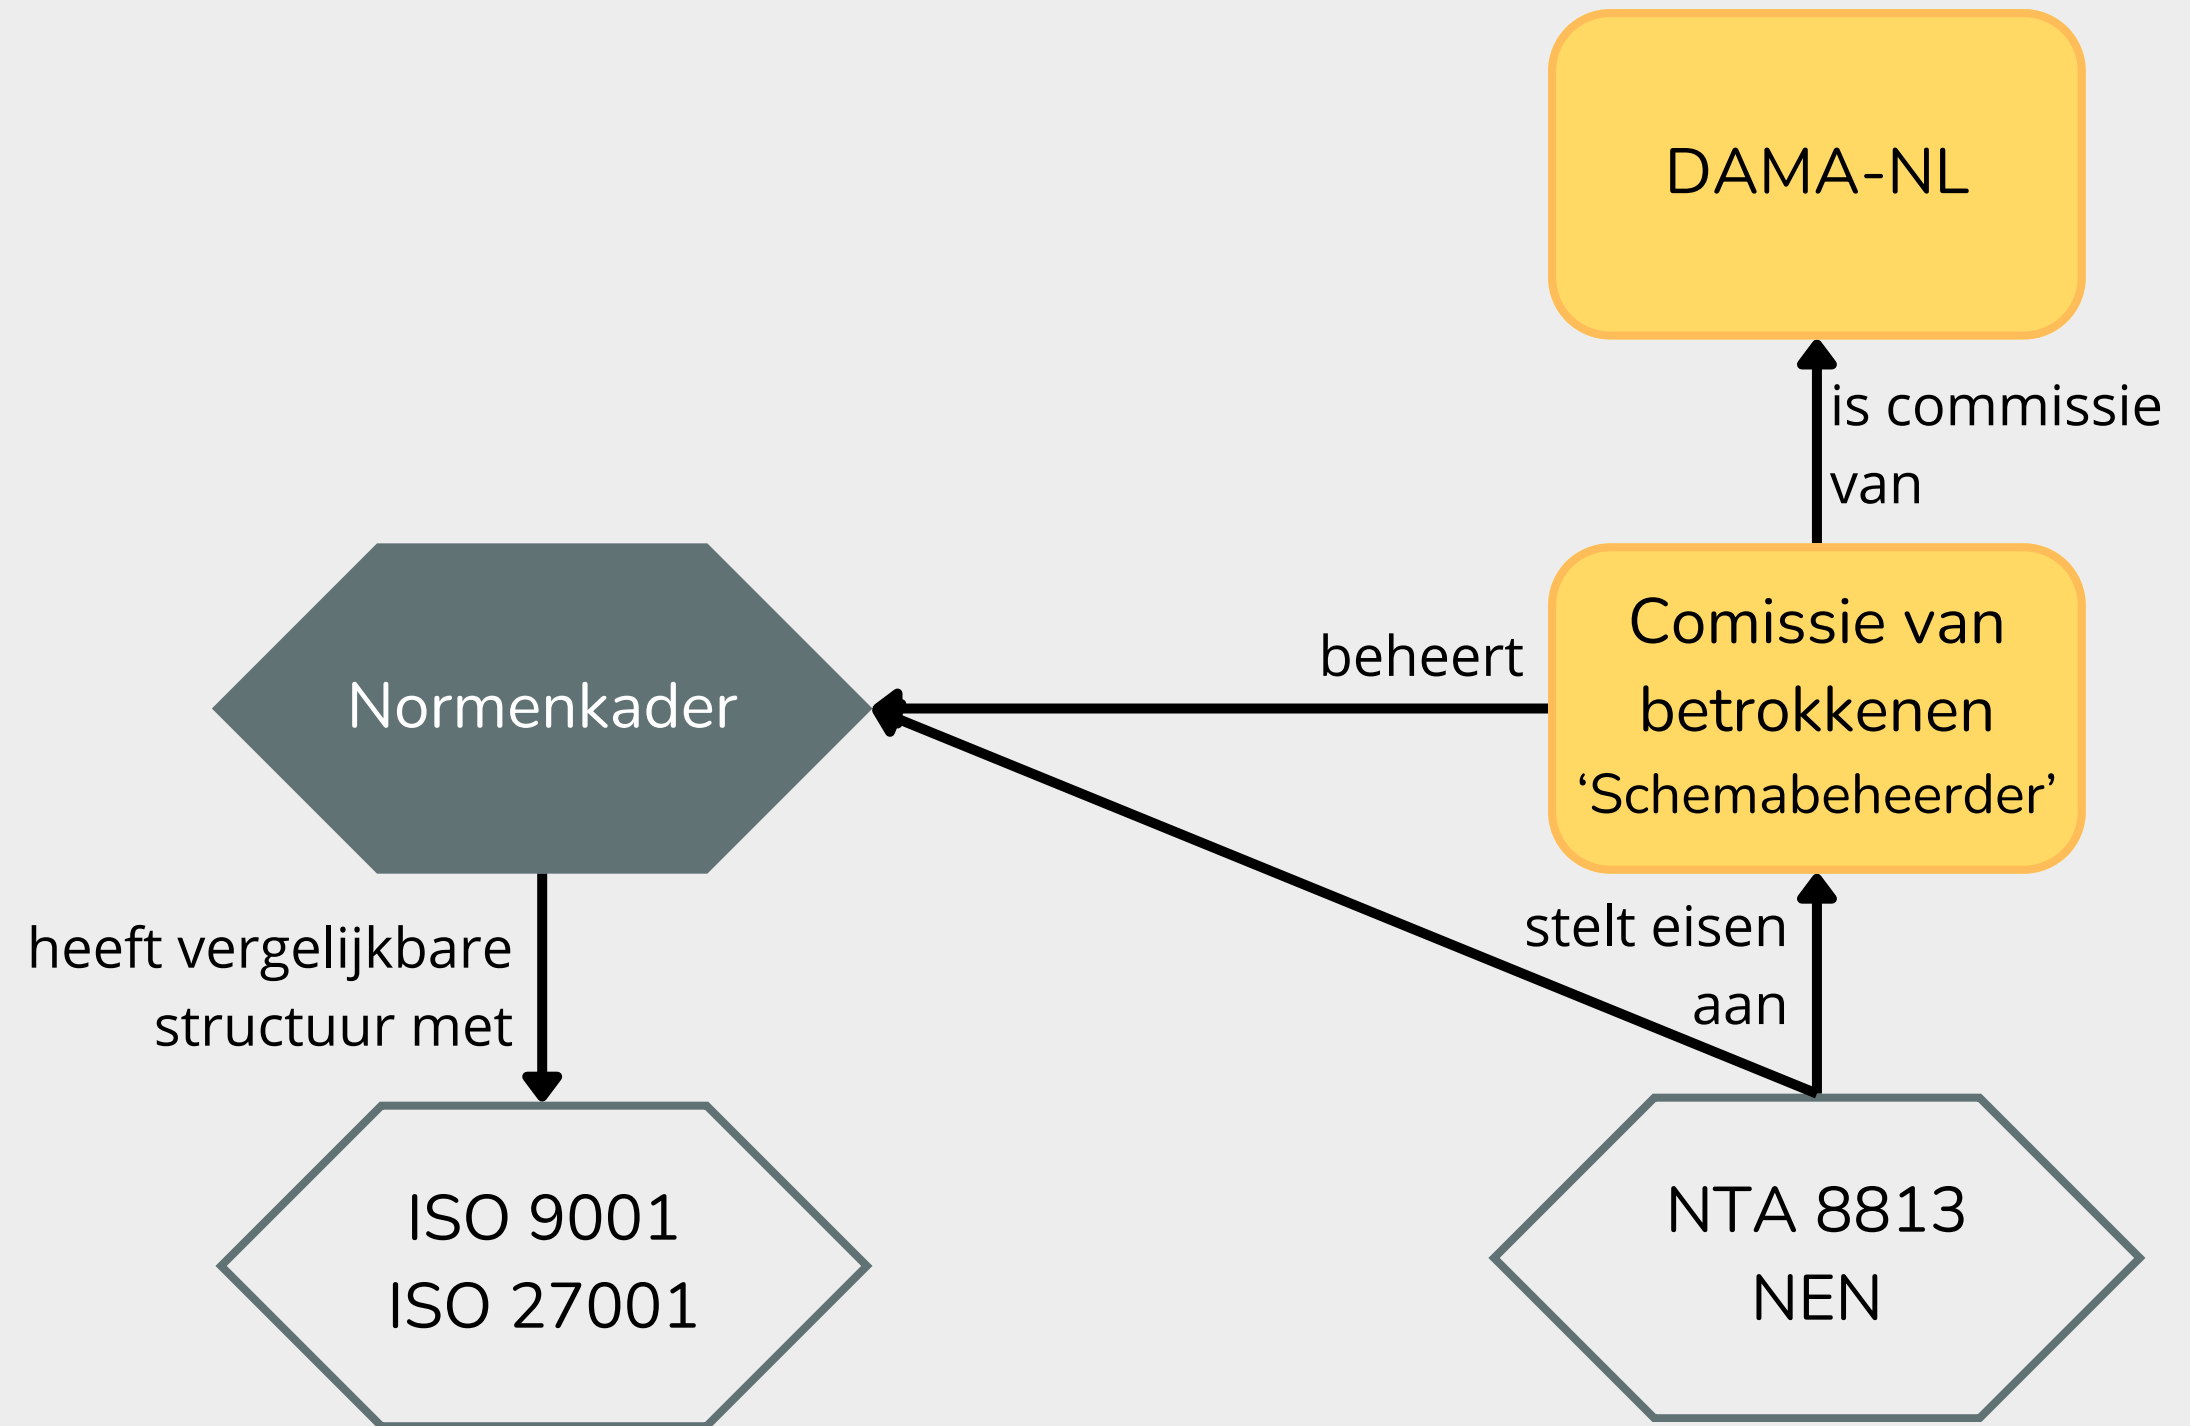 DAMA-NL
is commissie
van
Comissie van
betrokkenen
‘Schemabeheerder’
beheert
Normenkader
stelt eisen
aan
heeft vergelijkbare
structuur met
NTA 8813
NEN
ISO 9001
ISO 27001